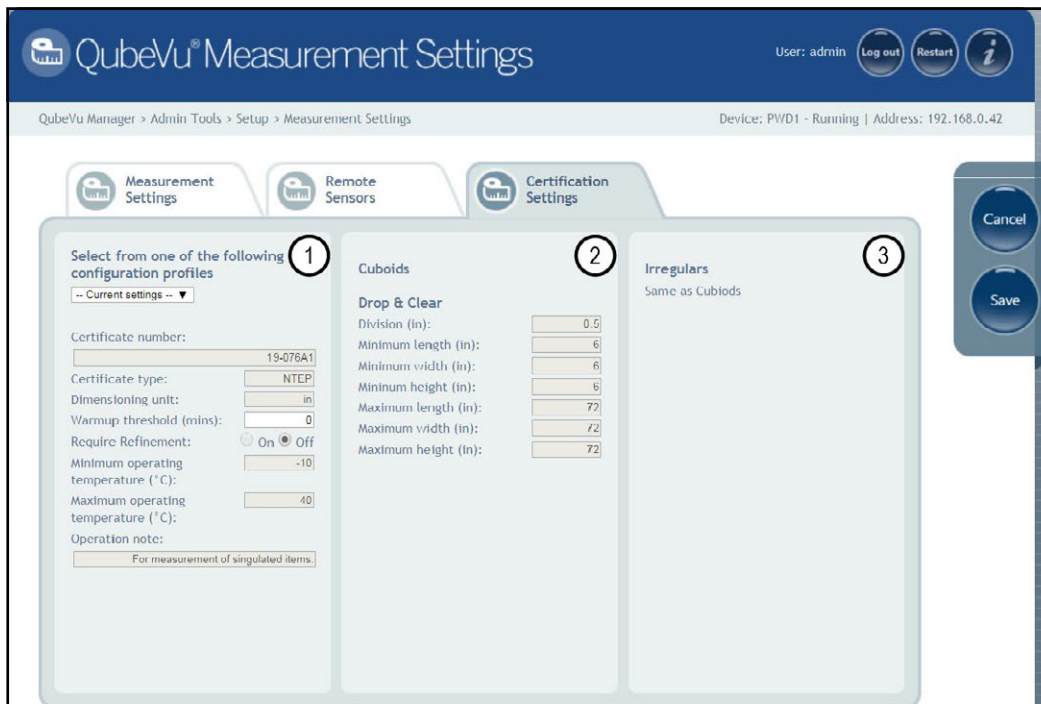 QubeVu® Measurement Settings
User: admin
Log out
Restart
i
QubeVu Manager > Admin Tools > Setup > Measurement Settings
Device: PWD1 - Running | Address: 192.168.0.42
Measurement
Settings
Remote
Sensors
Certification
Settings
Cancel
Save
1
Select from one of the following
configuration profiles
-- Current settings -- ▼
Certificate number:
19-076A1
Certificate type: NTEP
Dimensioning unit: in
Warmup threshold (mins): 0
Require Refinement: On Off
Minimum operating
temperature (°C): -10
Maximum operating
temperature (°C): 40
Operation note:
For measurement of singulated items.
2
Cuboids
Drop & Clear
Division (in): 0.5
Minimum length (in): 6
Minimum width (in): 6
Mininum height (in): 6
Maximum length (in): 72
Maximum width (in): 72
Maximum height (in): 72
3
Irregulars
Same as Cubiods